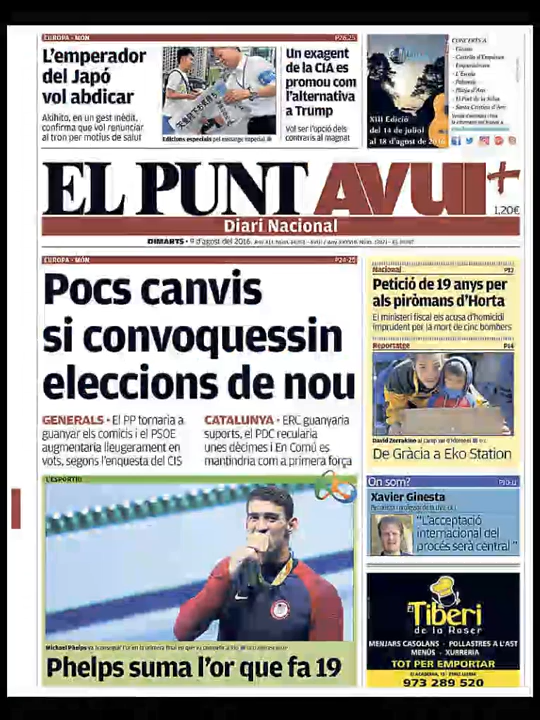 EUROPA - MÓN
L'emperador
del Japó
vol abdicar
Akihito, en un gest inèdit,
confirma que vol renunciar
al tron per motius de salut
Un exagent
de la CIA es
promou com
l'alternativa
a Trump
Vol ser l'opció dels
contraris al magnat
CONCERTS A
XIII Edició
del 14 de juliol
al 18 d'agost de 2016
EL PUNT AVUI+
1,20€
Diari Nacional
DIMARTS · 9 d'agost del 2016.
EUROPA - MÓN P24-25
Pocs canvis
si convoquessin
eleccions de nou
GENERALS · El PP tornaria a
guanyar els comicis i el PSOE
augmentaria lleugerament en
vots, segons l'enquesta del CIS
CATALUNYA · ERC guanyaria
suports, el PDC recularia
unes dècimes i En Comú es
mantindria com a primera força
Nacional P12
Petició de 19 anys per
als piròmans d'Horta
El ministeri fiscal els acusa d'homicidi
imprudent per la mort de cinc bombers
Reportatge P14
De Gràcia a Eko Station
On som?
Xavier Ginesta
"L'acceptació
internacional del
procés serà central"
L'ESPORTIU
Phelps suma l'or que fa 19
Tiberi
de la Roser
MENJARS CASOLANS · POLLASTRES A L'AST
MENÚS · XURRERIA
TOT PER EMPORTAR
973 289 520